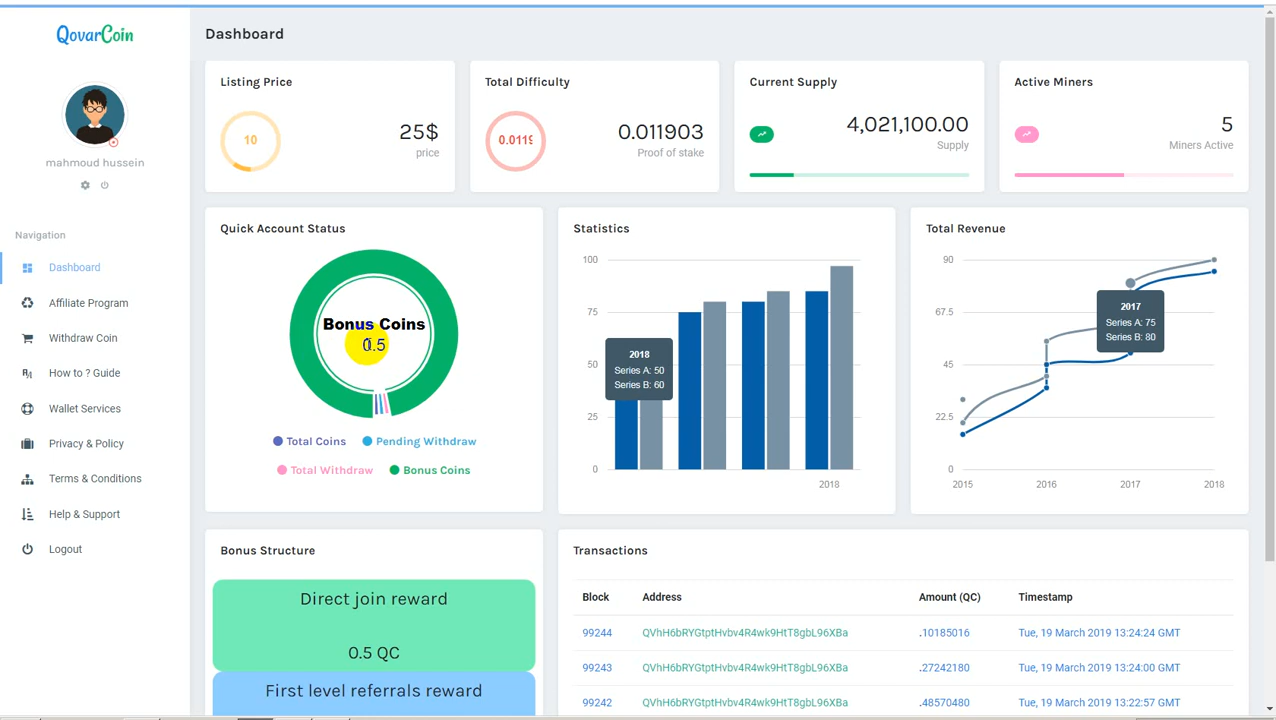 QovarCoin
mahmoud hussein
Navigation
Dashboard
Affiliate Program
Withdraw Coin
How to ? Guide
Wallet Services
Privacy & Policy
Terms & Conditions
Help & Support
Logout
Dashboard
Listing Price
10
25$
price
Total Difficulty
0.0119
0.011903
Proof of stake
Current Supply
4,021,100.00
Supply
Active Miners
5
Miners Active
Quick Account Status
Bonus Coins
0.5
Total Coins
Pending Withdraw
Total Withdraw
Bonus Coins
Statistics
100
75
50
25
0
2018
Series A: 50
Series B: 60
2018
Total Revenue
90
67.5
45
22.5
0
2017
Series A: 75
Series B: 80
2015 2016 2017 2018
Bonus Structure
Direct join reward
0.5 QC
First level referrals reward
Transactions
Block Address Amount (QC) Timestamp
99244 QVhH6bRYGtptHvbv4R4wk9HtT8gbL96XBa .10185016 Tue, 19 March 2019 13:24:24 GMT
99243 QVhH6bRYGtptHvbv4R4wk9HtT8gbL96XBa .27242180 Tue, 19 March 2019 13:24:00 GMT
99242 QVhH6bRYGtptHvbv4R4wk9HtT8gbL96XBa .48570480 Tue, 19 March 2019 13:22:57 GMT